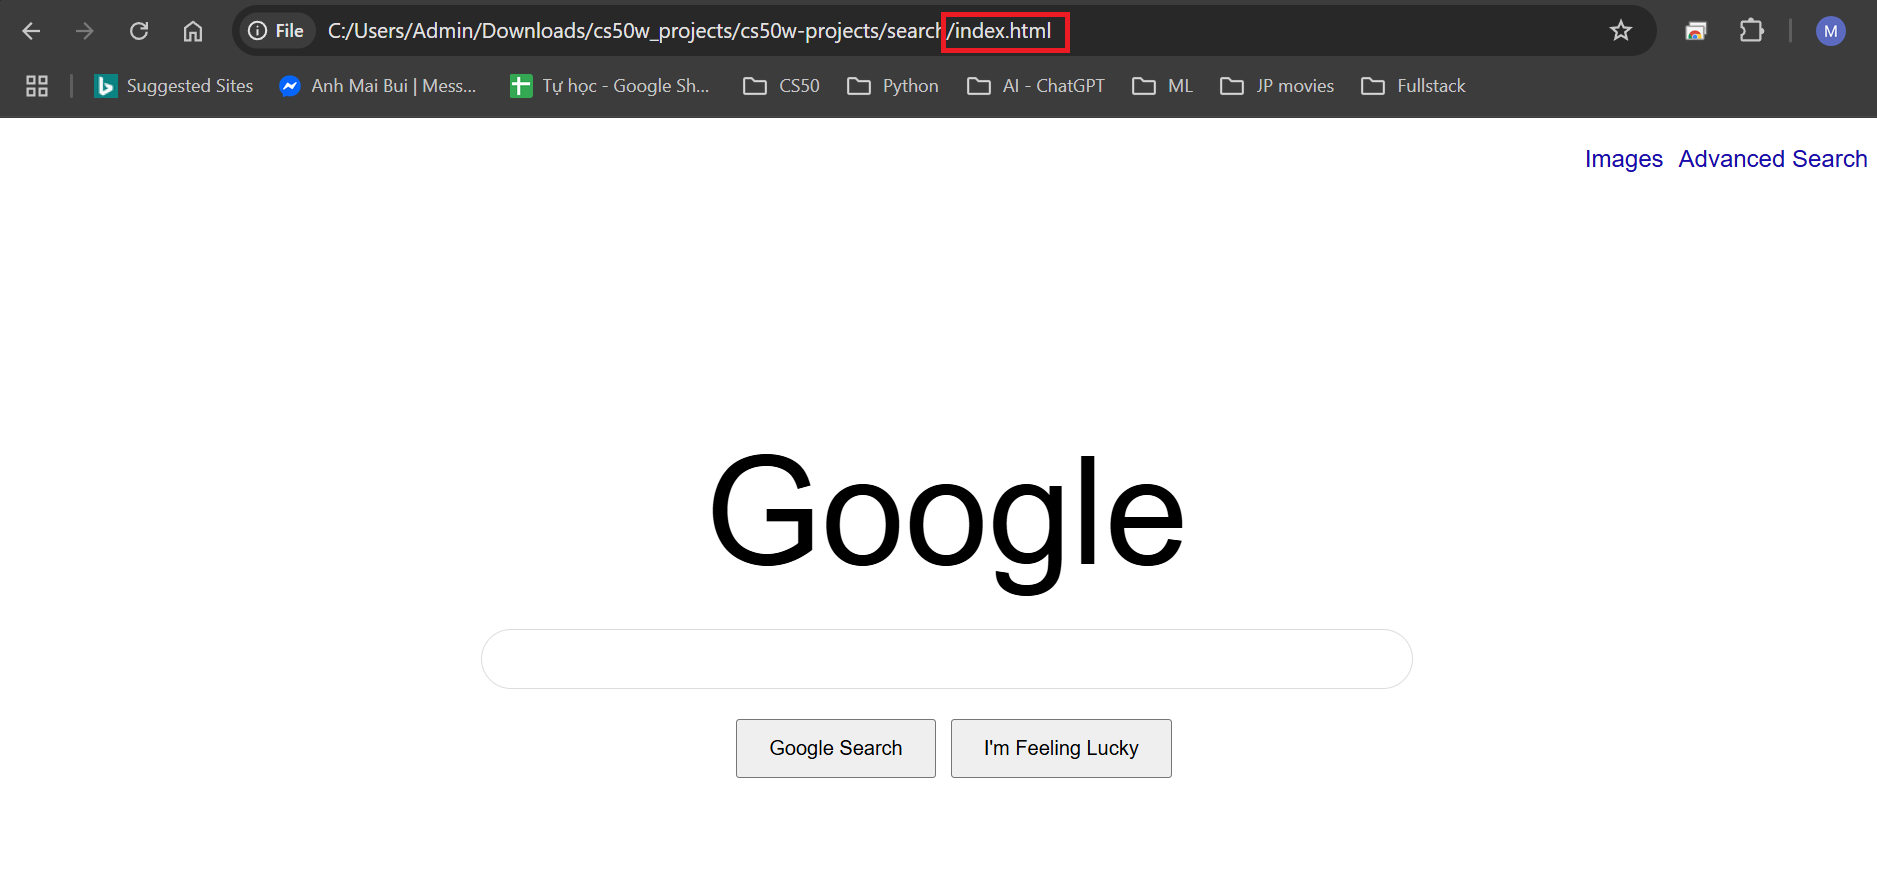 File C:/Users/Admin/Downloads/cs50w_projects/cs50w-projects/search/index.html M
Suggested Sites Anh Mai Bui | Mess... Tự học - Google Sh... CS50 Python AI - ChatGPT ML JP movies Fullstack
Images Advanced Search
Google
Google Search I'm Feeling Lucky